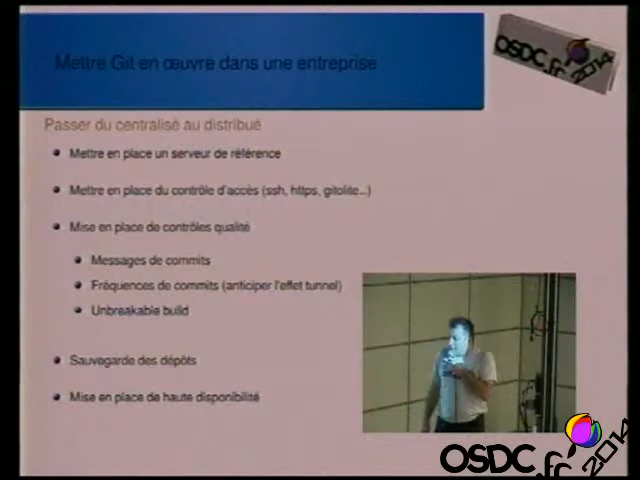 Mettre Git en œuvre dans une entreprise
OSDC.fr 2014
Passer du centralisé au distribué
Mettre en place un serveur de référence
Mettre en place du contrôle d'accès (ssh, https, gitolite...)
Mise en place de contrôles qualité
Messages de commits
Fréquences de commits (anticiper l'effet tunnel)
Unbreakable build
Sauvegarde des dépôts
Mise en place de haute disponibilité
OSDC.fr 2014